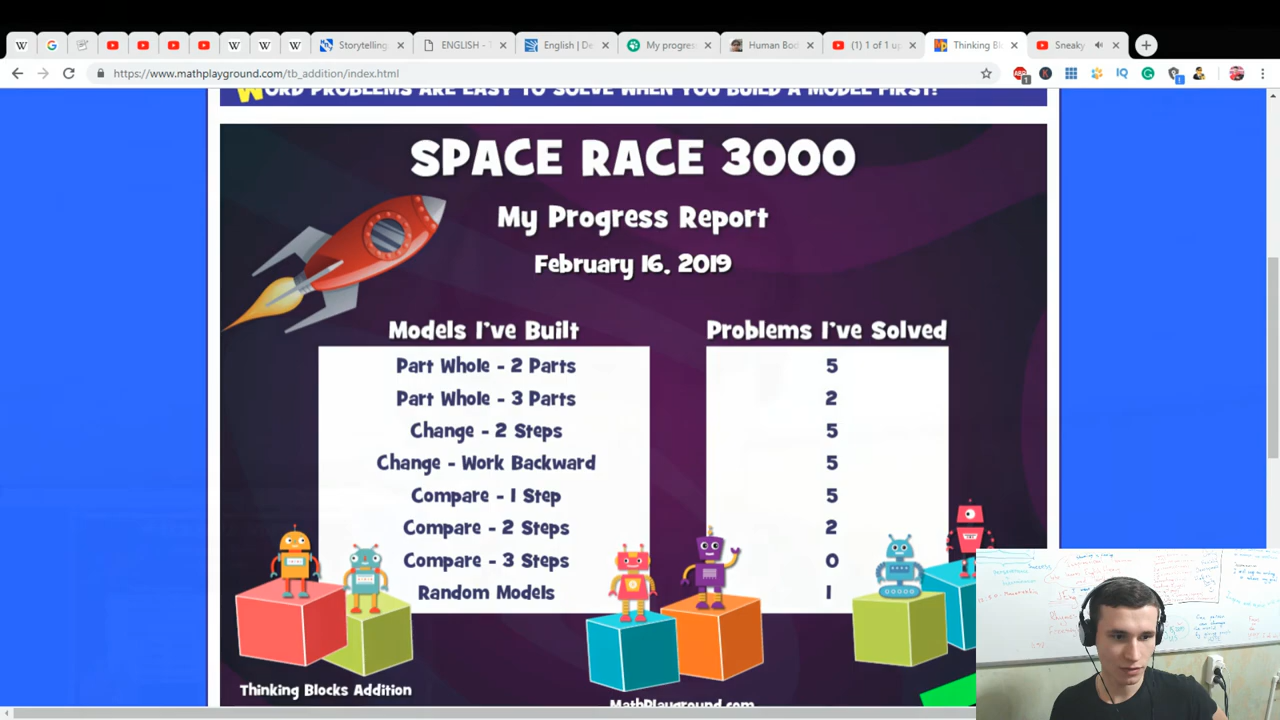 Storytelling
ENGLISH - T
English | De
My progres
Human Bod
(1) 1 of 1 up
Thinking Bl
Sneaky
https://www.mathplayground.com/tb_addition/index.html
WORD PROBLEMS ARE EASY TO SOLVE WHEN YOU BUILD A MODEL FIRST!
SPACE RACE 3000
My Progress Report
February 16, 2019
Models I've Built Problems I've Solved
Part Whole - 2 Parts 5
Part Whole - 3 Parts 2
Change - 2 Steps 5
Change - Work Backward 5
Compare - 1 Step 5
Compare - 2 Steps 2
Compare - 3 Steps 0
Random Models 1
Thinking Blocks Addition
MathPlayground.com